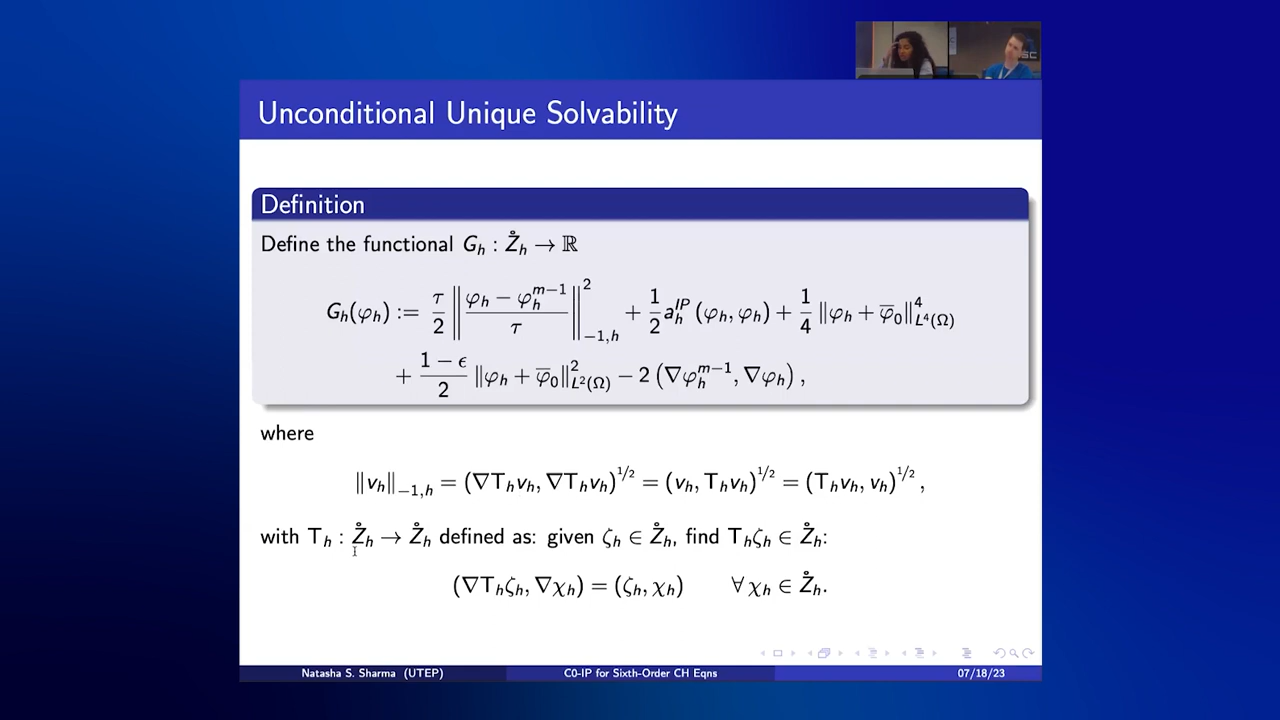 SC
Unconditional Unique Solvability
Definition
Define the functional G_h : Z̊_h → ℝ
G_h(φ_h) := τ/2 ‖(φ_h − φ_h^{m−1})/τ‖²_{−1,h} + 1/2 a_h^{IP} (φ_h, φ_h) + 1/4 ‖φ_h + φ̅_0‖⁴_{L⁴(Ω)}
+ (1 − ϵ)/2 ‖φ_h + φ̅_0‖²_{L²(Ω)} − 2 (∇φ_h^{m−1}, ∇φ_h) ,
where
‖v_h‖_{−1,h} = (∇T_h v_h, ∇T_h v_h)^{1/2} = (v_h, T_h v_h)^{1/2} = (T_h v_h, v_h)^{1/2} ,
with T_h : Z̊_h → Z̊_h defined as: given ζ_h ∈ Z̊_h, find T_h ζ_h ∈ Z̊_h:
(∇T_h ζ_h, ∇χ_h) = (ζ_h, χ_h) ∀ χ_h ∈ Z̊_h.
Natasha S. Sharma (UTEP) C0-IP for Sixth-Order CH Eqns 07/18/23